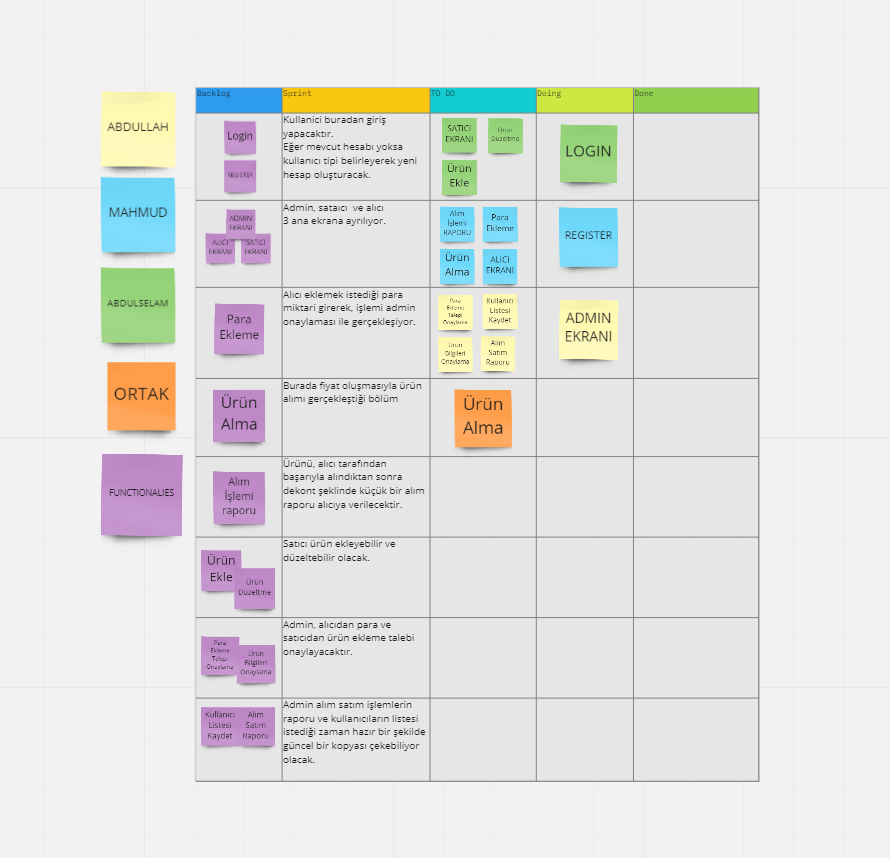 ABDULLAH
MAHMUD
ABDULSELAM
ORTAK
FUNCTIONALIES
Backlog
Sprint
TO DO
Doing
Done
Login
REGISTER
Kullanici buradan giriş
yapacaktır.
Eğer mevcut hesabı yoksa
kullanıcı tipi belirleyerek yeni
hesap oluşturacak.
SATICI
EKRANI
Ürün
Düzeltme
Ürün
Ekle
LOGIN
ADMIN
EKRANI
ALICI
EKRANI
SATICI
EKRANI
Admin, sataıcı ve alıcı
3 ana ekrana ayrılıyor.
Alım
İşlemi
RAPORU
Para
Ekleme
Ürün
Alma
ALICI
EKRANI
REGISTER
Para
Ekleme
Alıcı eklemek istediği para
miktari girerek, işlemi admin
onaylaması ile gerçekleşiyor.
Para
Ekleme
Talepi
Onaylama
Kullanıcı
Listesi
Kaydet
Ürün
Bilgileri
Onaylama
Alım
Satım
Raporu
ADMIN
EKRANI
Ürün
Alma
Burada fiyat oluşmasıyla ürün
alımı gerçekleştiği bölüm
Ürün
Alma
Alım
İşlemi
raporu
Ürünü, alıcı tarafından
başarıyla alındıktan sonra
dekont şeklinde küçük bir alım
raporu alıcıya verilecektir.
Ürün
Ekle
Ürün
Düzeltme
Satıcı ürün ekleyebilir ve
düzeltebilir olacak.
Para
Ekleme
Talepi
Onaylama
Ürün
Bilgileri
Onaylama
Admin, alıcıdan para ve
satıcıdan ürün ekleme talebi
onaylayacaktır.
Kullanıcı
Listesi
Kaydet
Alım
Satım
Raporu
Admin alım satım işlemlerin
raporu ve kullanıcıların listesi
istediği zaman hazır bir şekilde
güncel bir kopyası çekebiliyor
olacak.